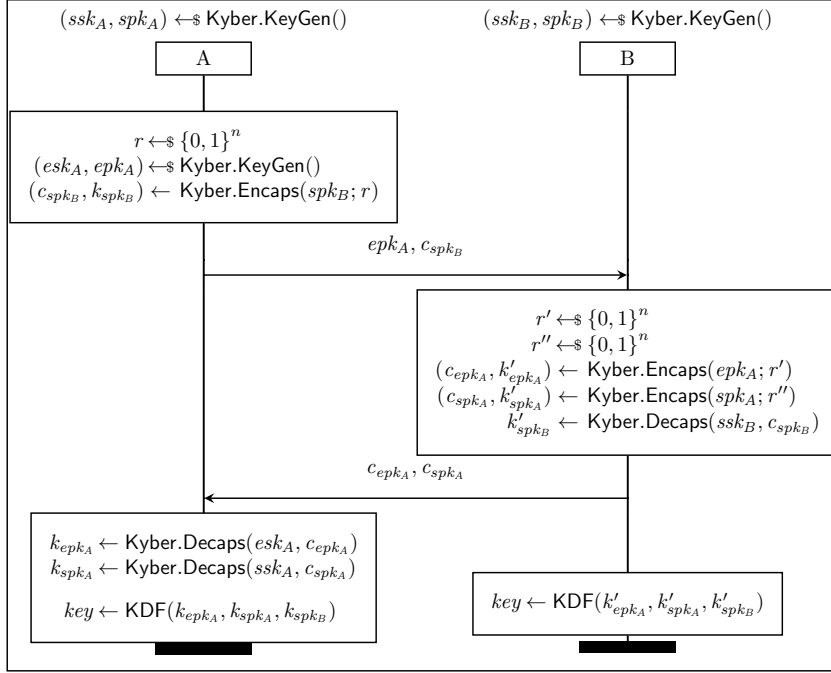 (ssk_A, spk_A) ←$ Kyber.KeyGen()
(ssk_B, spk_B) ←$ Kyber.KeyGen()
A
B
r ←$ {0, 1}^n
(esk_A, epk_A) ←$ Kyber.KeyGen()
(c_{spk_B}, k_{spk_B}) ← Kyber.Encaps(spk_B; r)
epk_A, c_{spk_B}
r′ ←$ {0, 1}^n
r″ ←$ {0, 1}^n
(c_{epk_A}, k′_{epk_A}) ← Kyber.Encaps(epk_A; r′)
(c_{spk_A}, k′_{spk_A}) ← Kyber.Encaps(spk_A; r″)
k′_{spk_B} ← Kyber.Decaps(ssk_B, c_{spk_B})
c_{epk_A}, c_{spk_A}
k_{epk_A} ← Kyber.Decaps(esk_A, c_{epk_A})
k_{spk_A} ← Kyber.Decaps(ssk_A, c_{spk_A})
key ← KDF(k_{epk_A}, k_{spk_A}, k_{spk_B})
key ← KDF(k′_{epk_A}, k′_{spk_A}, k′_{spk_B})